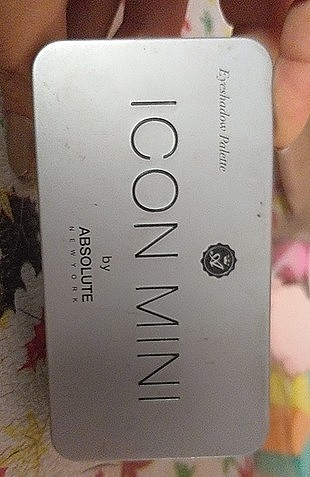 Eyeshadow Palette
ICON MINI
by
ABSOLUTE
NEW YORK